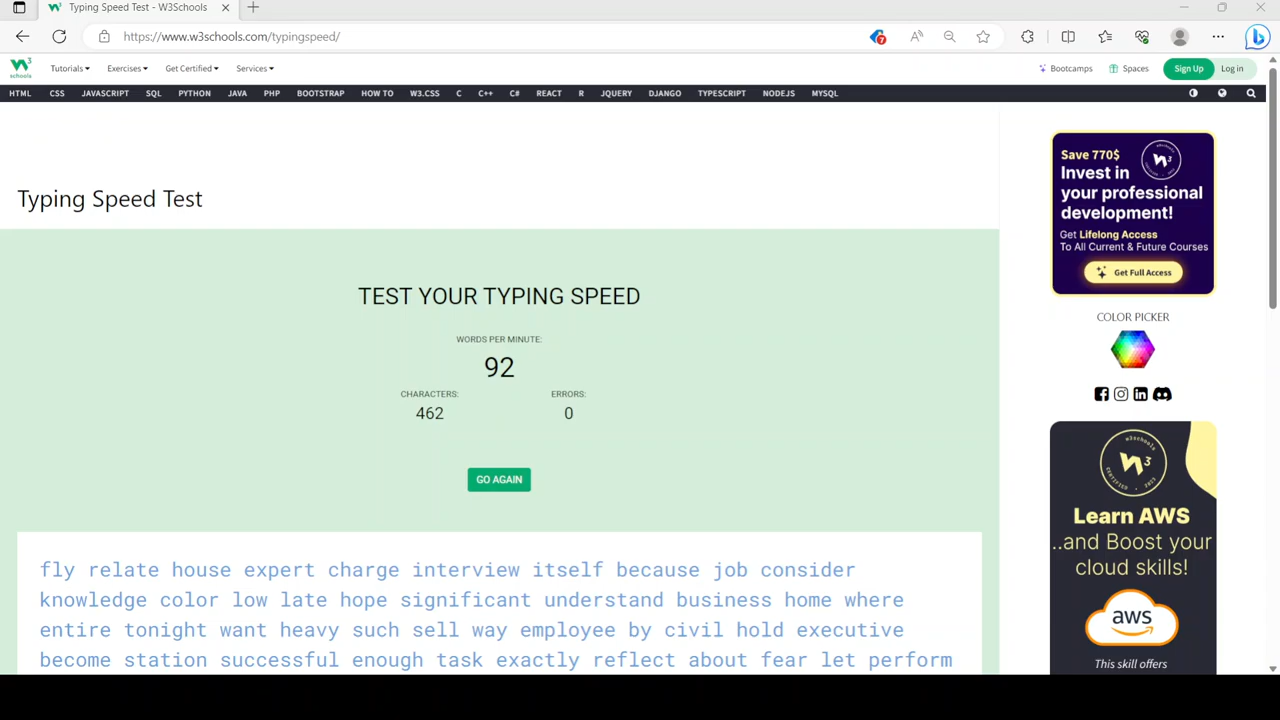 Typing Speed Test - W3Schools
https://www.w3schools.com/typingspeed/
7
W3
schools
Tutorials Exercises Get Certified Services
Bootcamps Spaces Sign Up Log in
HTML CSS JAVASCRIPT SQL PYTHON JAVA PHP BOOTSTRAP HOW TO W3.CSS C C++ C# REACT R JQUERY DJANGO TYPESCRIPT NODEJS MYSQL
Typing Speed Test
TEST YOUR TYPING SPEED
WORDS PER MINUTE:
92
CHARACTERS: ERRORS:
462 0
GO AGAIN
fly relate house expert charge interview itself because job consider
knowledge color low late hope significant understand business home where
entire tonight want heavy such sell way employee by civil hold executive
become station successful enough task exactly reflect about fear let perform
Save 770$
Invest in
your professional
development!
Get Lifelong Access
To All Current & Future Courses
Get Full Access
COLOR PICKER
Learn AWS
..and Boost your
cloud skills!
aws
This skill offers